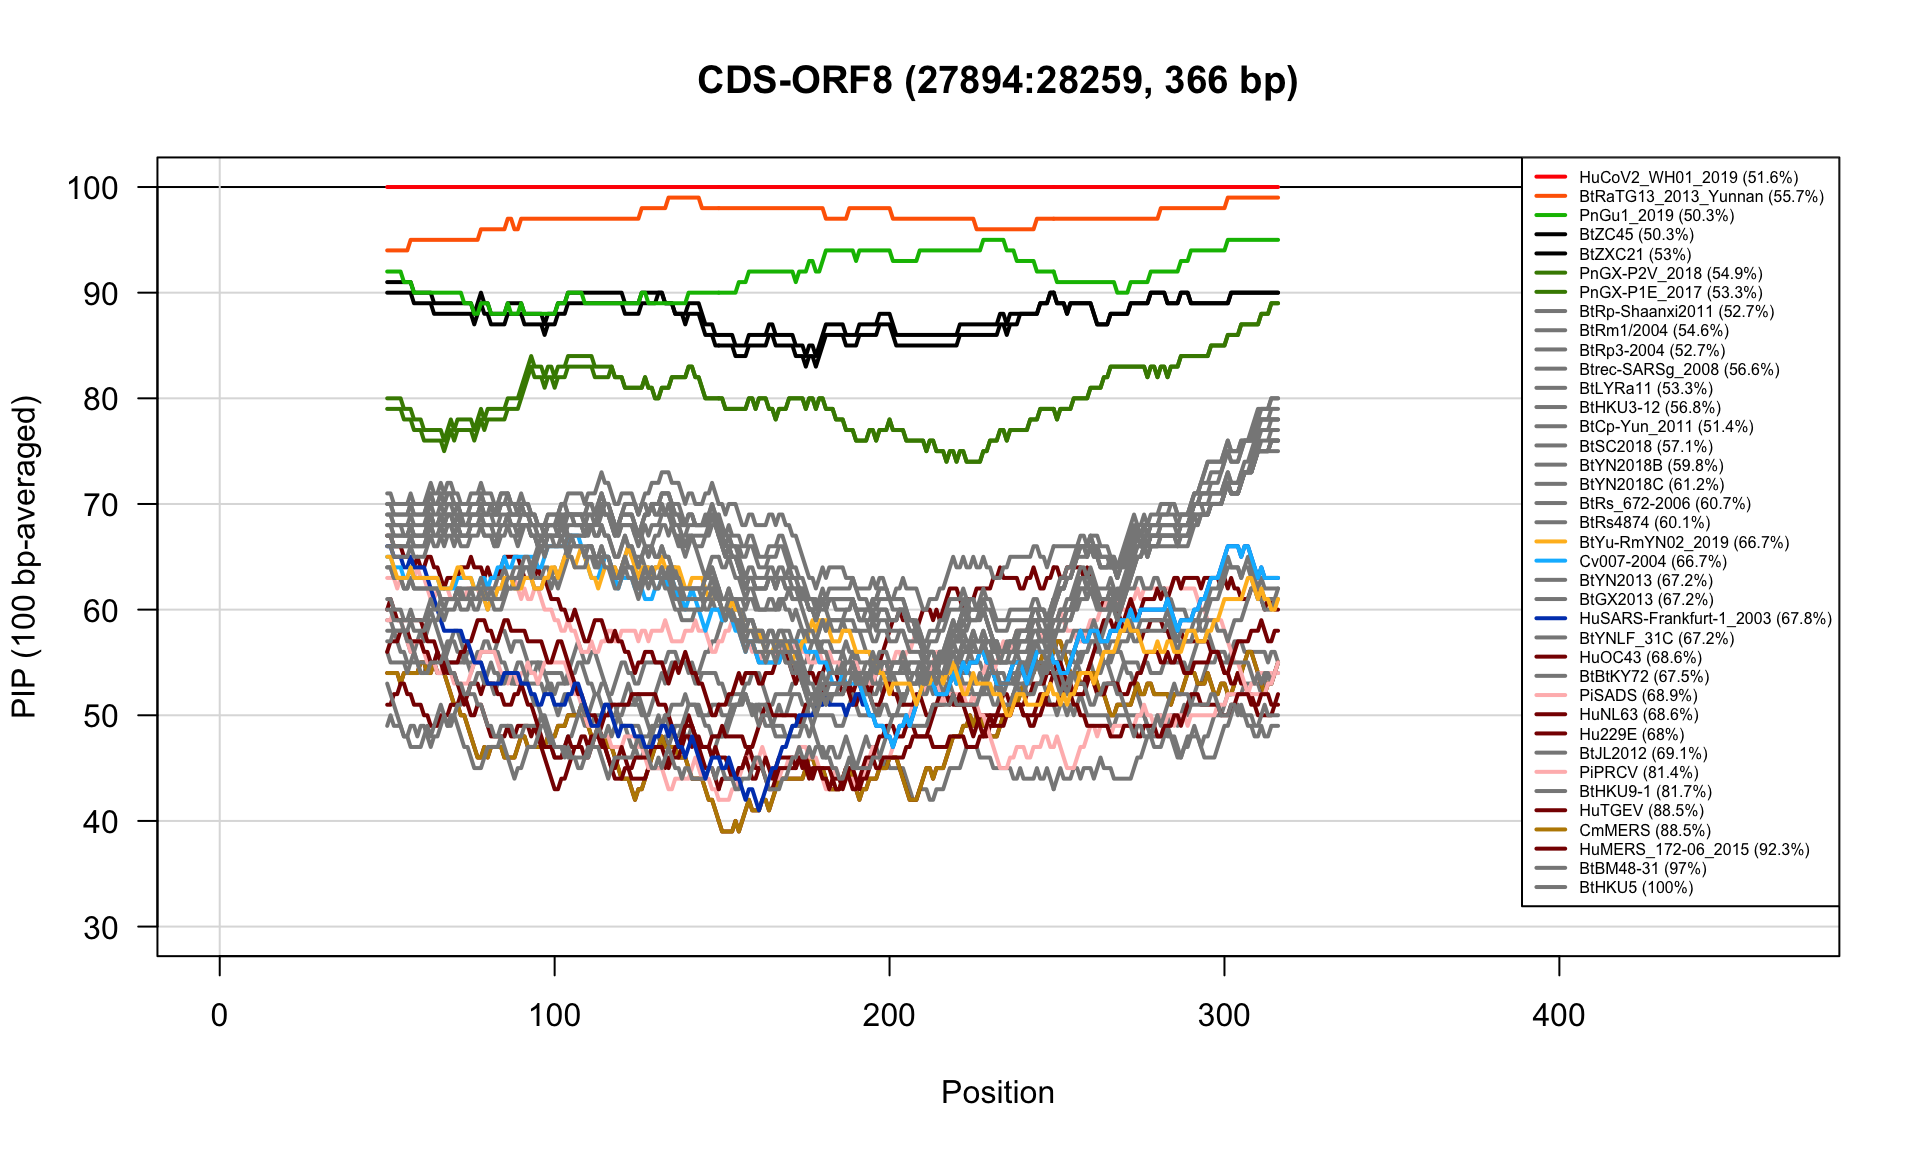 CDS-ORF8 (27894:28259, 366 bp)
PIP (100 bp-averaged)
100
90
80
70
60
50
40
30
0
100
200
300
400
Position
HuCoV2_WH01_2019 (51.6%)
BtRaTG13_2013_Yunnan (55.7%)
PnGu1_2019 (50.3%)
BtZC45 (50.3%)
BtZXC21 (53%)
PnGX-P2V_2018 (54.9%)
PnGX-P1E_2017 (53.3%)
BtRp-Shaanxi2011 (52.7%)
BtRm1/2004 (54.6%)
BtRp3-2004 (52.7%)
Btrec-SARSg_2008 (56.6%)
BtLYRa11 (53.3%)
BtHKU3-12 (56.8%)
BtCp-Yun_2011 (51.4%)
BtSC2018 (57.1%)
BtYN2018B (59.8%)
BtYN2018C (61.2%)
BtRs_672-2006 (60.7%)
BtRs4874 (60.1%)
BtYu-RmYN02_2019 (66.7%)
Cv007-2004 (66.7%)
BtYN2013 (67.2%)
BtGX2013 (67.2%)
HuSARS-Frankfurt-1_2003 (67.8%)
BtYNLF_31C (67.2%)
HuOC43 (68.6%)
BtBtKY72 (67.5%)
PiSADS (68.9%)
HuNL63 (68.6%)
Hu229E (68%)
BtJL2012 (69.1%)
PiPRCV (81.4%)
BtHKU9-1 (81.7%)
HuTGEV (88.5%)
CmMERS (88.5%)
HuMERS_172-06_2015 (92.3%)
BtBM48-31 (97%)
BtHKU5 (100%)